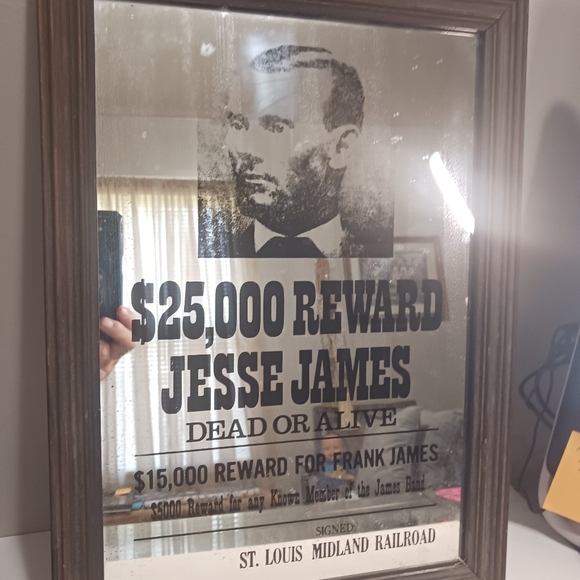 $25,000 REWARD
JESSE JAMES
DEAD OR ALIVE
$15,000 REWARD FOR FRANK JAMES
$5000 Reward for any Known Member of the James Band
SIGNED:
ST. LOUIS MIDLAND RAILROAD